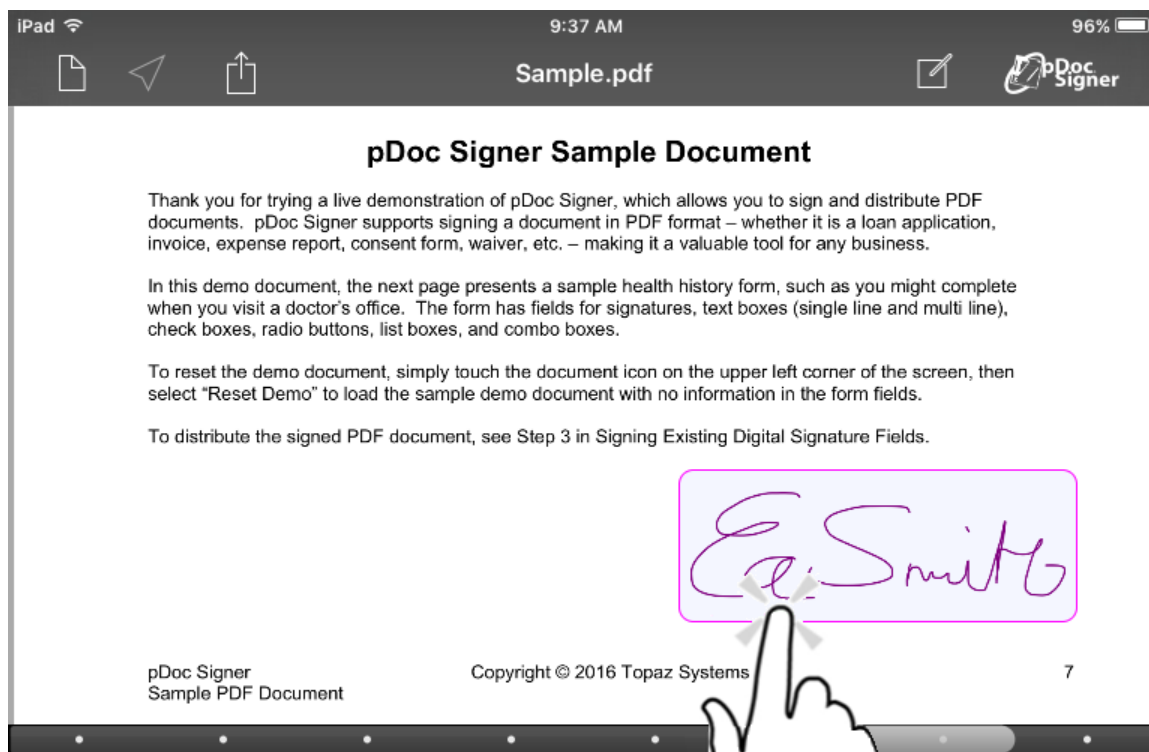 iPad 9:37 AM 96%
Sample.pdf
pDoc
Signer
pDoc Signer Sample Document
Thank you for trying a live demonstration of pDoc Signer, which allows you to sign and distribute PDF
documents. pDoc Signer supports signing a document in PDF format – whether it is a loan application,
invoice, expense report, consent form, waiver, etc. – making it a valuable tool for any business.
In this demo document, the next page presents a sample health history form, such as you might complete
when you visit a doctor's office. The form has fields for signatures, text boxes (single line and multi line),
check boxes, radio buttons, list boxes, and combo boxes.
To reset the demo document, simply touch the document icon on the upper left corner of the screen, then
select “Reset Demo” to load the sample demo document with no information in the form fields.
To distribute the signed PDF document, see Step 3 in Signing Existing Digital Signature Fields.
Smith
pDoc Signer Copyright © 2016 Topaz Systems 7
Sample PDF Document